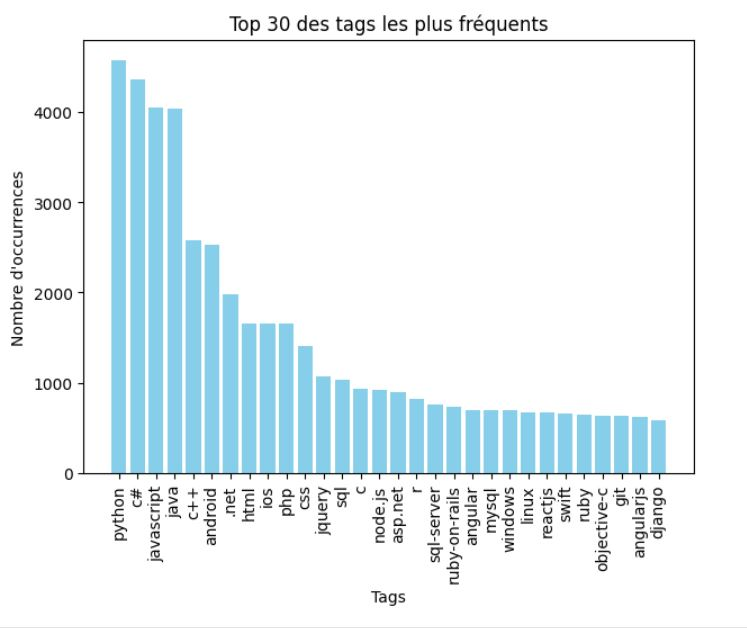 Top 30 des tags les plus fréquents
Nombre d'occurrences
4000
3000
2000
1000
0
python
c#
javascript
java
c++
android
.net
html
ios
php
css
jquery
sql
c
node.js
asp.net
r
sql-server
ruby-on-rails
angular
mysql
windows
linux
reactjs
swift
ruby
objective-c
git
angularjs
django
Tags